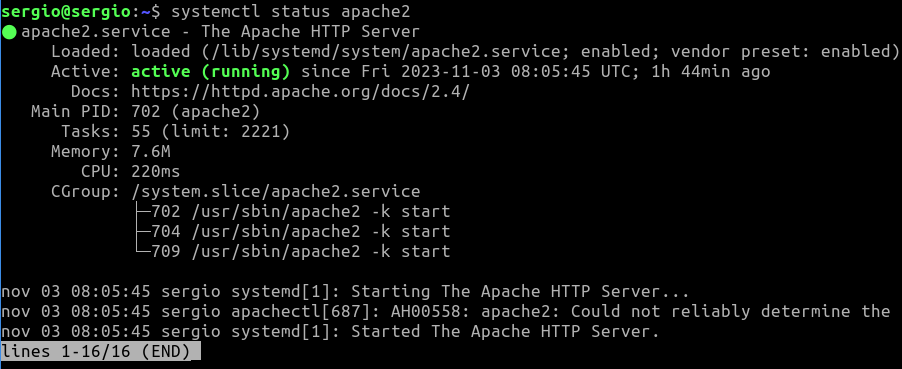 sergio@sergio:~$ systemctl status apache2
● apache2.service - The Apache HTTP Server
     Loaded: loaded (/lib/systemd/system/apache2.service; enabled; vendor preset: enabled)
     Active: active (running) since Fri 2023-11-03 08:05:45 UTC; 1h 44min ago
       Docs: https://httpd.apache.org/docs/2.4/
   Main PID: 702 (apache2)
      Tasks: 55 (limit: 2221)
     Memory: 7.6M
        CPU: 220ms
     CGroup: /system.slice/apache2.service
             ├─702 /usr/sbin/apache2 -k start
             ├─704 /usr/sbin/apache2 -k start
             └─709 /usr/sbin/apache2 -k start

nov 03 08:05:45 sergio systemd[1]: Starting The Apache HTTP Server...
nov 03 08:05:45 sergio apachectl[687]: AH00558: apache2: Could not reliably determine the
nov 03 08:05:45 sergio systemd[1]: Started The Apache HTTP Server.
lines 1-16/16 (END)